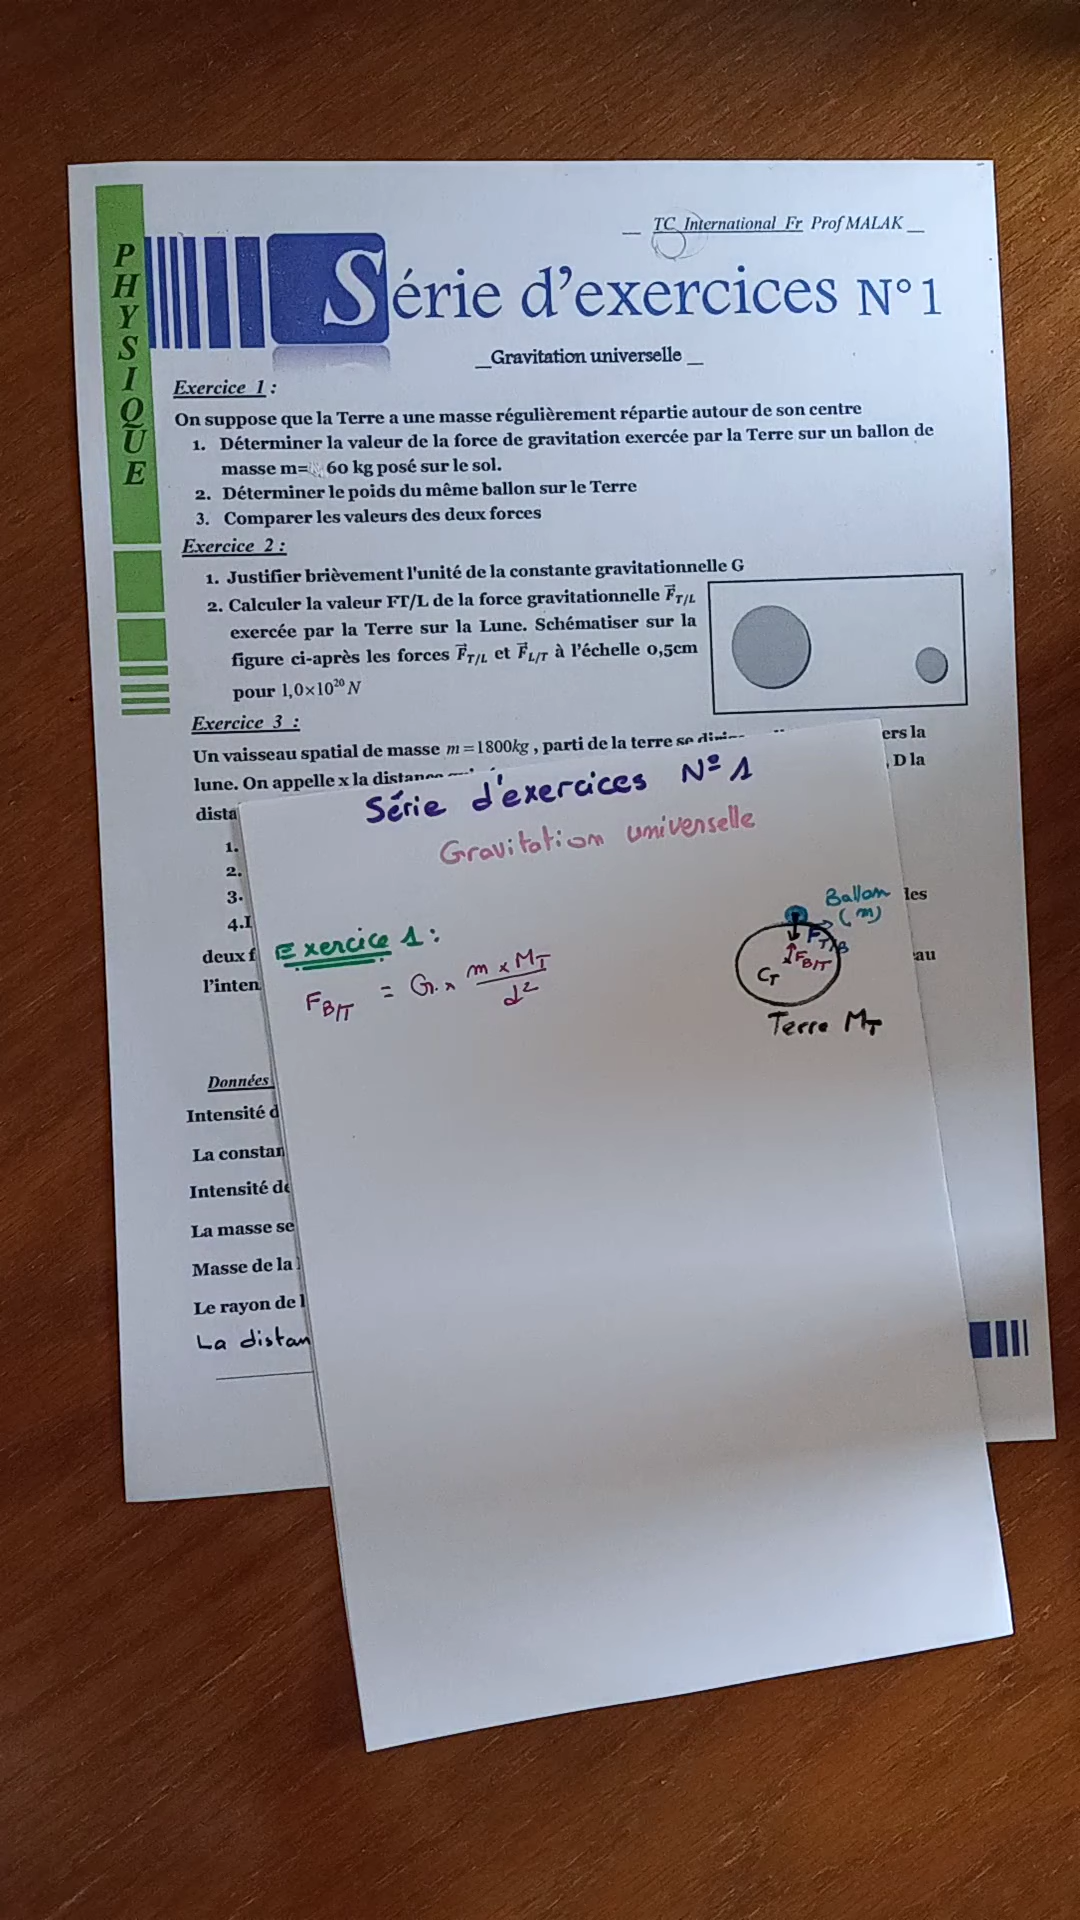 PHYSIQUE
TC International Fr Prof MALAK
Série d'exercices N°1
_Gravitation universelle_
Exercice 1 :
On suppose que la Terre a une masse régulièrement répartie autour de son centre
1. Déterminer la valeur de la force de gravitation exercée par la Terre sur un ballon de
masse m= 60 kg posé sur le sol.
2. Déterminer le poids du même ballon sur le Terre
3. Comparer les valeurs des deux forces
Exercice 2 :
1. Justifier brièvement l'unité de la constante gravitationnelle G
2. Calculer la valeur FT/L de la force gravitationnelle F⃗T/L
exercée par la Terre sur la Lune. Schématiser sur la
figure ci-après les forces F⃗T/L et F⃗L/T à l'échelle 0,5cm
pour 1,0×10²⁰ N
Exercice 3 :
Un vaisseau spatial de masse m=1800kg, parti de la terre se ers la
lune. On appelle x la distance , D la
dista
1.
2.
3. les
4.I
deux f au
l'inten
Données
Intensité d
La constan
Intensité de
La masse se
Masse de la
Le rayon de l
La distan
Série d'exercices Nº 1
Gravitation universelle
Exercice 1:
F B/T = G × m × MT / d²
Ballon
(m)
F T/B
F B/T
CT
Terre MT